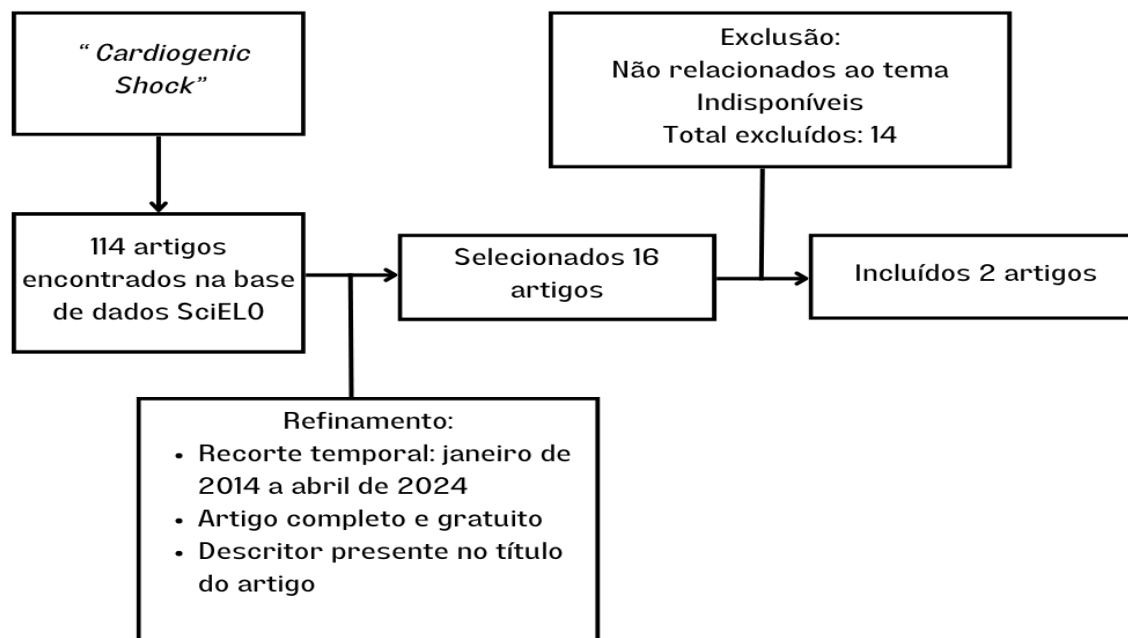 “ Cardiogenic
Shock”
114 artigos
encontrados na base
de dados SciELO
Refinamento:
• Recorte temporal: janeiro de
2014 a abril de 2024
• Artigo completo e gratuito
• Descritor presente no título
do artigo
Selecionados 16
artigos
Exclusão:
Não relacionados ao tema
Indisponíveis
Total excluídos: 14
Incluídos 2 artigos